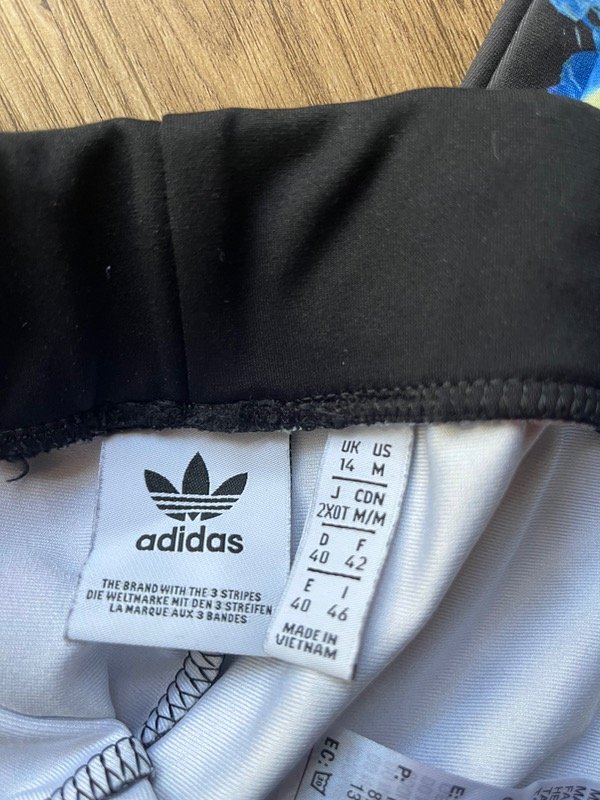 adidas
THE BRAND WITH THE 3 STRIPES
DIE WELTMARKE MIT DEN 3 STREIFEN
LA MARQUE AUX 3 BANDES
UK US
14 M
J CDN
2XOT M/M
D F
40 42
E I
40 46
MADE IN
VIETNAM
EC:
P:
E: